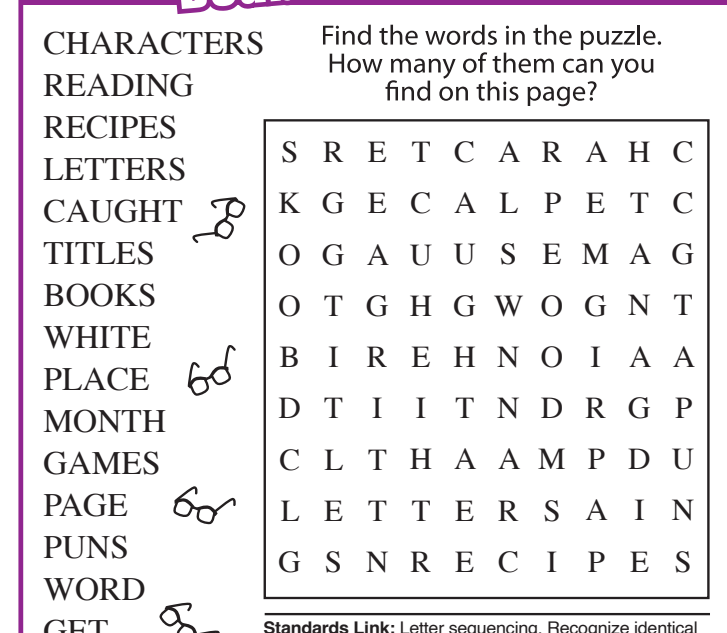 CHARACTERS
READING
RECIPES
LETTERS
CAUGHT
TITLES
BOOKS
WHITE
PLACE
MONTH
GAMES
PAGE
PUNS
WORD
GET
Find the words in the puzzle.
How many of them can you
find on this page?
S R E T C A R A H C
K G E C A L P E T C
O G A U U S E M A G
O T G H G W O G N T
B I R E H N O I A A
D T I I T N D R G P
C L T H A A M P D U
L E T T E R S A I N
G S N R E C I P E S
Standards Link: Letter sequencing. Recognize identical